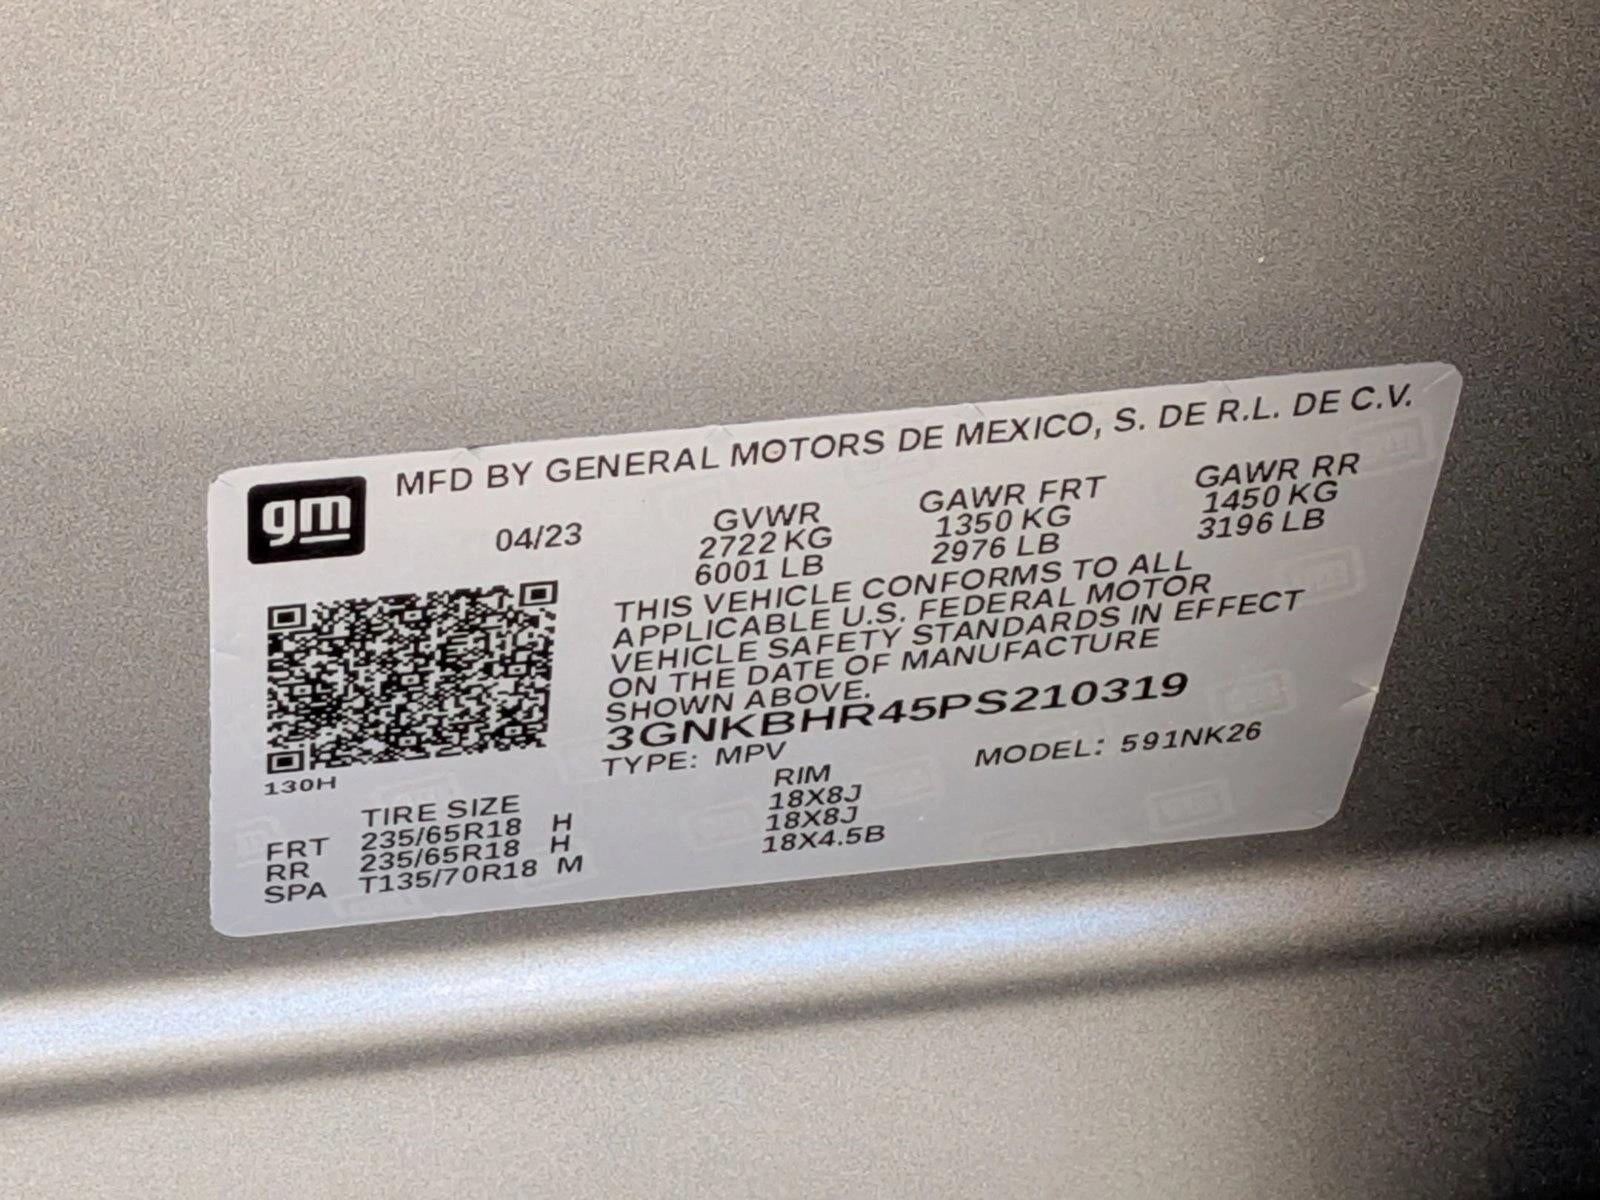 gm
MFD BY GENERAL MOTORS DE MEXICO, S. DE R.L. DE C.V.
04/23
GVWR GAWR FRT GAWR RR
2722 KG 1350 KG 1450 KG
6001 LB 2976 LB 3196 LB
THIS VEHICLE CONFORMS TO ALL
APPLICABLE U.S. FEDERAL MOTOR
VEHICLE SAFETY STANDARDS IN EFFECT
ON THE DATE OF MANUFACTURE
SHOWN ABOVE.
3GNKBHR45PS210319
TYPE: MPV MODEL: 591NK26
130H
TIRE SIZE RIM
FRT 235/65R18 H 18X8J
RR 235/65R18 H 18X8J
SPA T135/70R18 M 18X4.5B